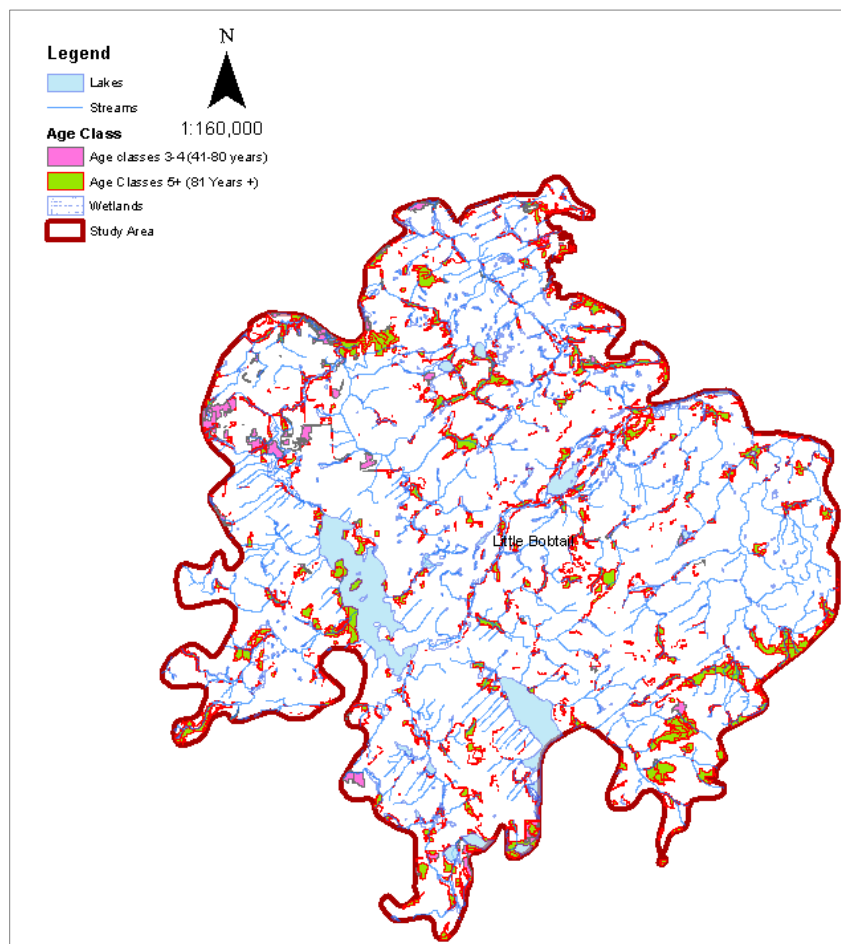 N
Legend
Lakes
Streams
1:160,000
Age Class
Age classes 3-4 (41-80 years)
Age Classes 5+ (81 Years +)
Wetlands
Study Area
Little Bobtail